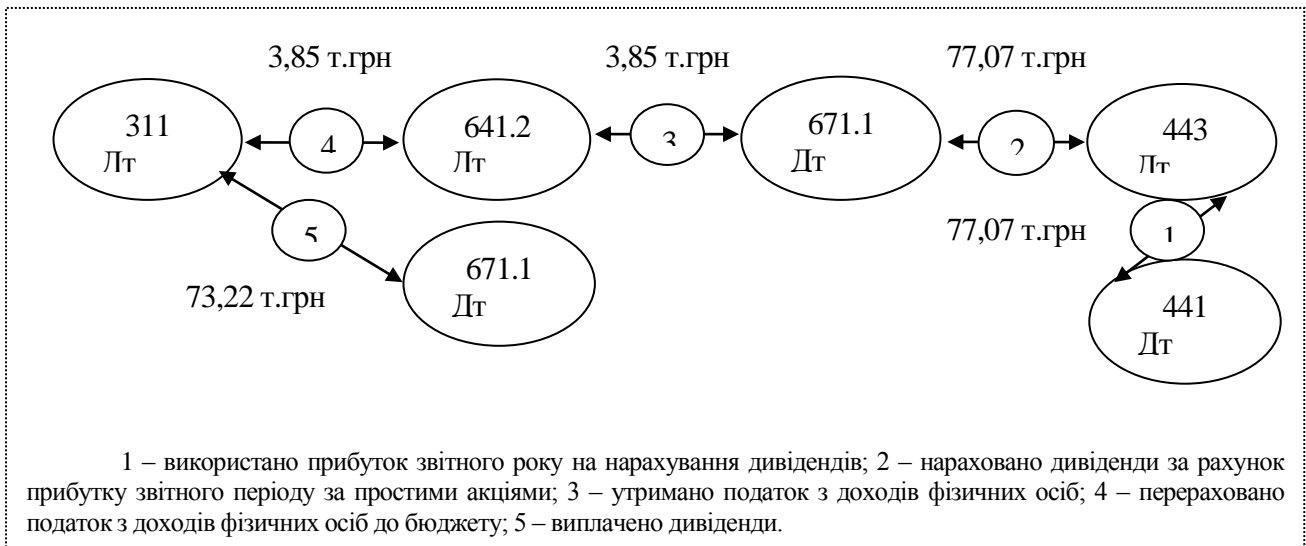 3,85 т.грн 3,85 т.грн 77,07 т.грн
311 641.2 671.1 443
Дт Дт Дт Дт
4 3 2
77,07 т.грн
5 1
671.1 441
73,22 т.грн Дт Дт
1 – використано прибуток звітного року на нарахування дивідендів; 2 – нараховано дивіденди за рахунок
прибутку звітного періоду за простими акціями; 3 – утримано податок з доходів фізичних осіб; 4 – перераховано
податок з доходів фізичних осіб до бюджету; 5 – виплачено дивіденди.